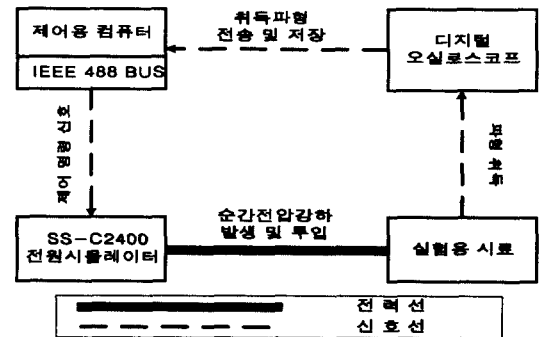 제어용 컴퓨터
IEEE 488 BUS
취득파형
전송 및 저장
디지털
오실로스코프
제어 명령 신호
파형 취득
SS-C2400
전원시뮬레이터
순간전압강하
발생 및 투입
실험용 시료
전 력 선
신 호 선